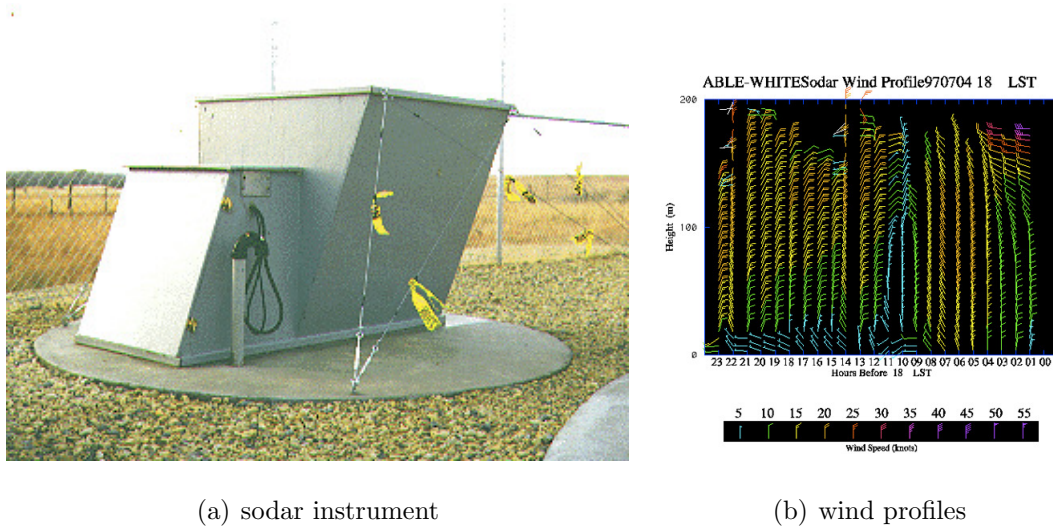 ABLE-WHITESodar Wind Profile970704 18 LST
200
100
0
Height (m)
23 22 21 20 19 18 17 16 15 14 13 12 11 10 09 08 07 06 05 04 03 02 01 00
Hours Before 18 LST
5 10 15 20 25 30 35 40 45 50 55
Wind Speed (knots)
(a) sodar instrument
(b) wind profiles